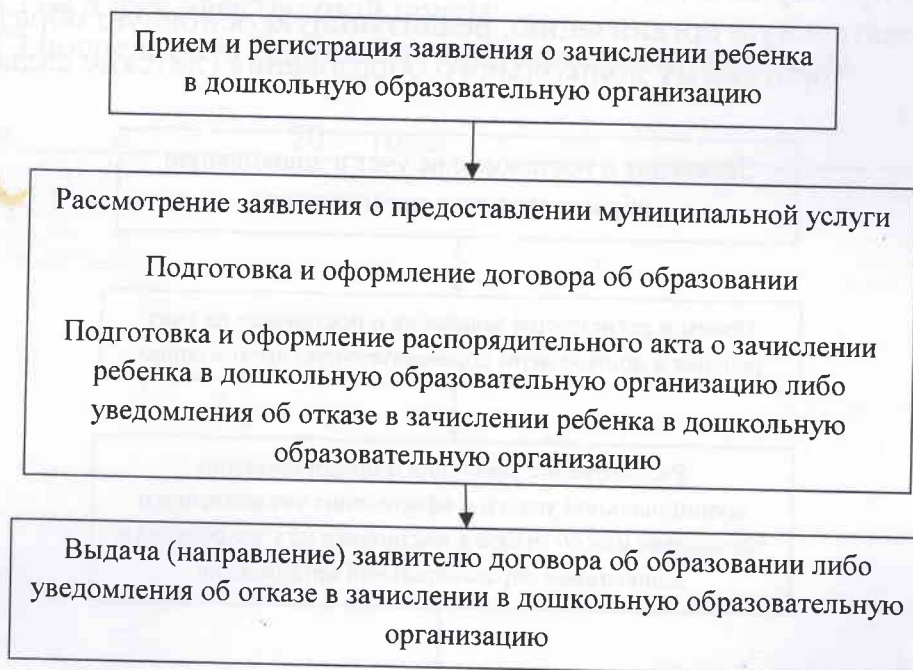 Прием и регистрация заявления о зачислении ребенка
в дошкольную образовательную организацию
Рассмотрение заявления о предоставлении муниципальной услуги
Подготовка и оформление договора об образовании
Подготовка и оформление распорядительного акта о зачислении
ребенка в дошкольную образовательную организацию либо
уведомления об отказе в зачислении ребенка в дошкольную
образовательную организацию
Выдача (направление) заявителю договора об образовании либо
уведомления об отказе в зачислении в дошкольную образовательную
организацию